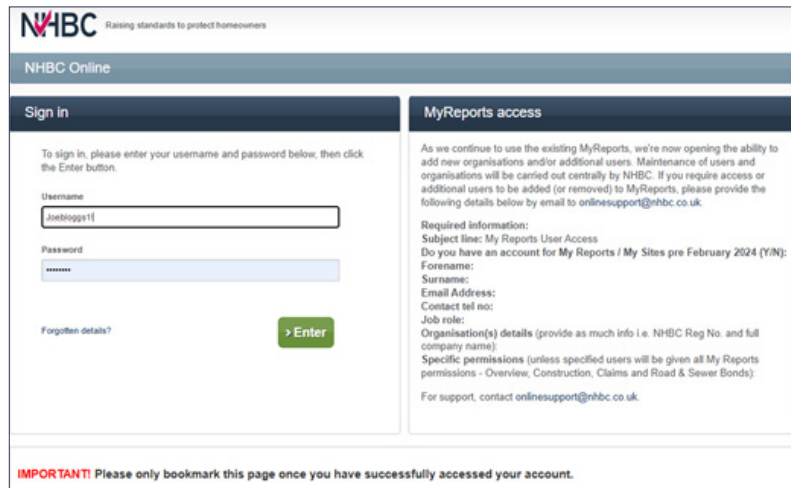 NHBC Raising standards to protect homeowners
NHBC Online
Sign in
To sign in, please enter your username and password below, then click
the Enter button.
Username
Joebloggs1
Password
••••••••
Forgotten details?
› Enter
MyReports access
As we continue to use the existing MyReports, we're now opening the ability to
add new organisations and/or additional users. Maintenance of users and
organisations will be carried out centrally by NHBC. If you require access or
additional users to be added (or removed) to MyReports, please provide the
following details below by email to onlinesupport@nhbc.co.uk.
Required information:
Subject line: My Reports User Access
Do you have an account for My Reports / My Sites pre February 2024 (Y/N):
Forename:
Surname:
Email Address:
Contact tel no:
Job role:
Organisation(s) details (provide as much info i.e. NHBC Reg No. and full
company name):
Specific permissions (unless specified users will be given all My Reports
permissions - Overview, Construction, Claims and Road & Sewer Bonds):
For support, contact onlinesupport@nhbc.co.uk.
IMPORTANT! Please only bookmark this page once you have successfully accessed your account.